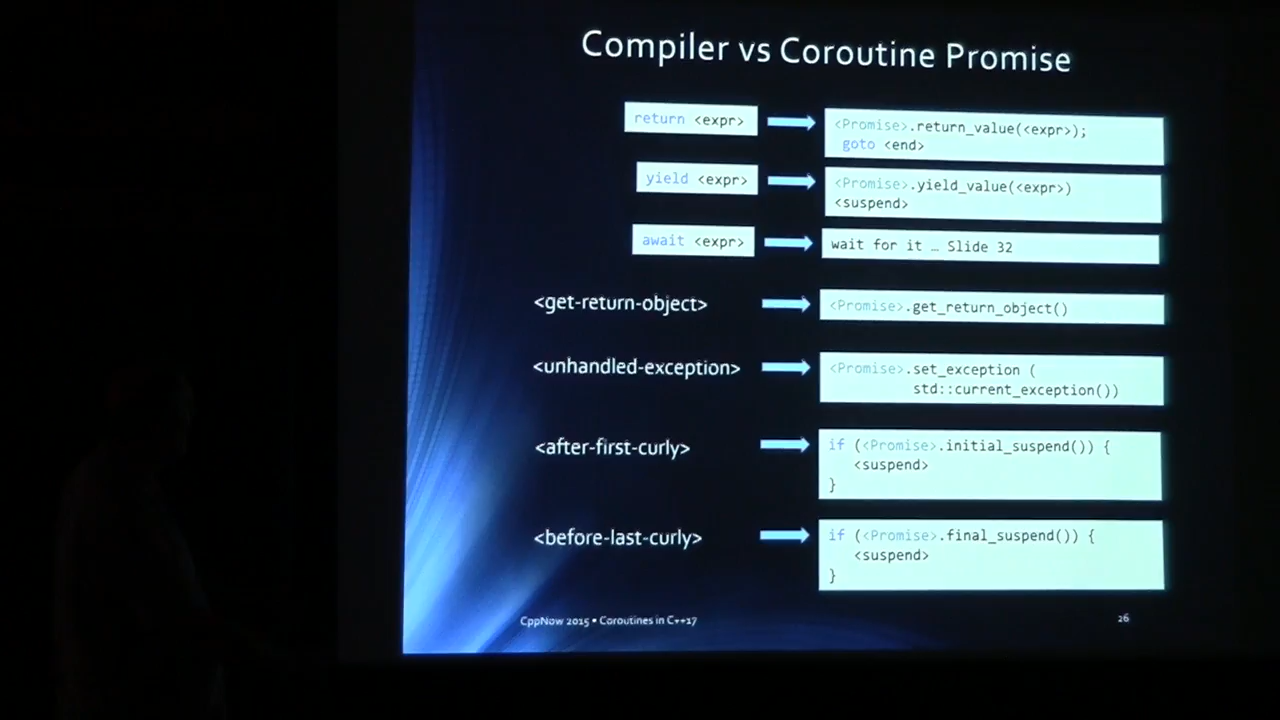 Compiler vs Coroutine Promise
return <expr>
<Promise>.return_value(<expr>);
goto <end>
yield <expr>
<Promise>.yield_value(<expr>)
<suspend>
await <expr>
wait for it … Slide 32
<get-return-object>
<Promise>.get_return_object()
<unhandled-exception>
<Promise>.set_exception (
std::current_exception())
<after-first-curly>
if (<Promise>.initial_suspend()) {
<suspend>
}
<before-last-curly>
if (<Promise>.final_suspend()) {
<suspend>
}
CppNow 2015 ▪ Coroutines in C++17
26